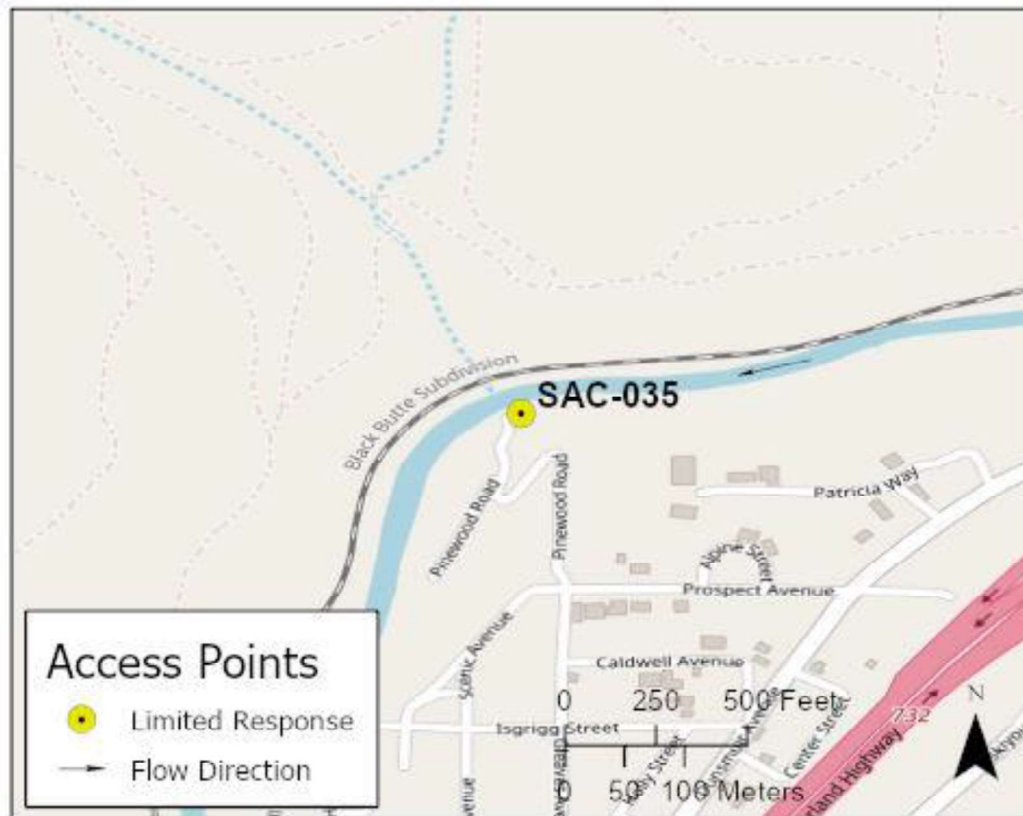 Black Butte Subdivision
SAC-035
Pinewood Road
Pinewood Road
Patricia Way
Alpine Street
Prospect Avenue
Scenic Avenue
Caldwell Avenue
0 250 500 Feet
Isgrigg Street
Center Street
732
N
0 50 100 Meters
Avenue
Highway
Street
Access Points
Limited Response
Flow Direction